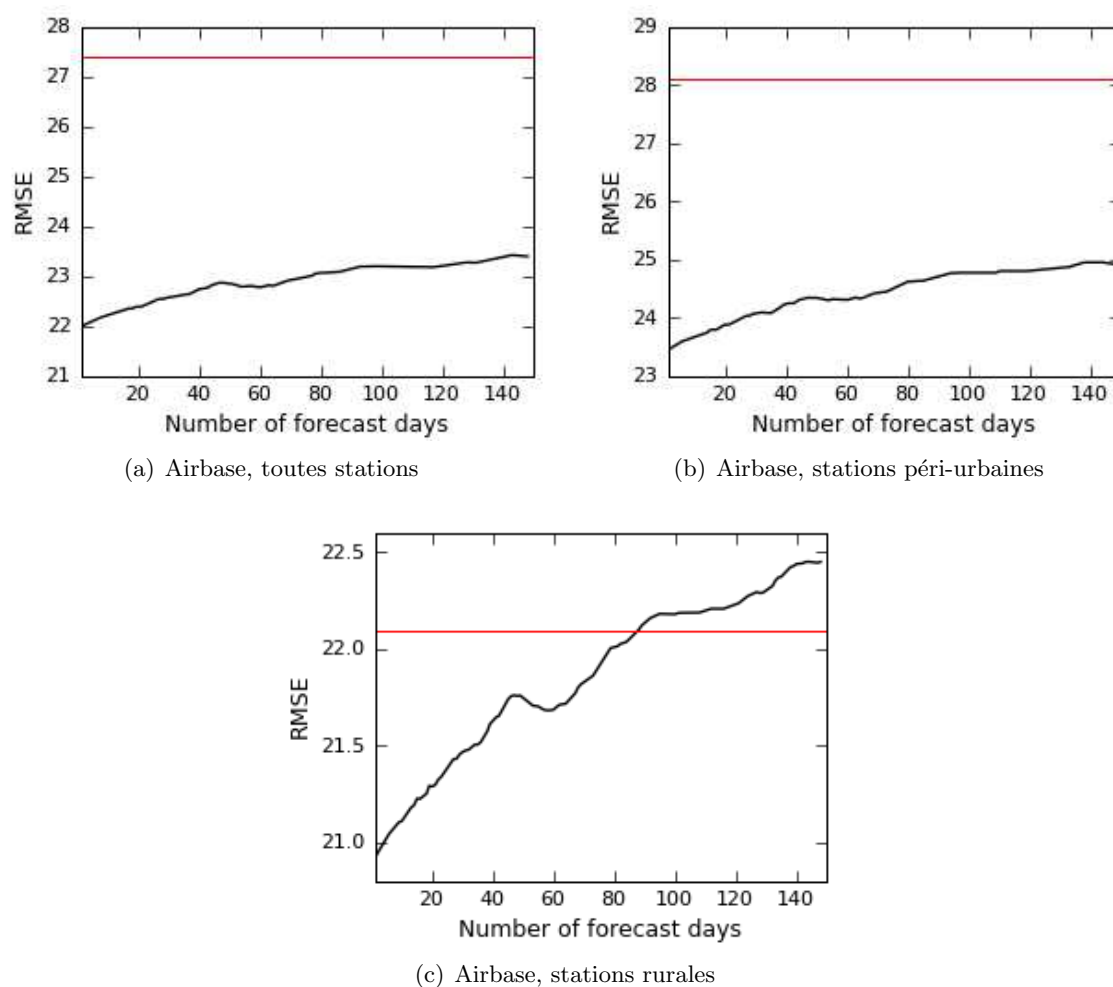 28
27
26
25
24
23
22
21
RMSE
20 40 60 80 100 120 140
Number of forecast days
(a) Airbase, toutes stations
29
28
27
26
25
24
23
RMSE
20 40 60 80 100 120 140
Number of forecast days
(b) Airbase, stations péri-urbaines
22.5
22.0
21.5
21.0
RMSE
20 40 60 80 100 120 140
Number of forecast days
(c) Airbase, stations rurales